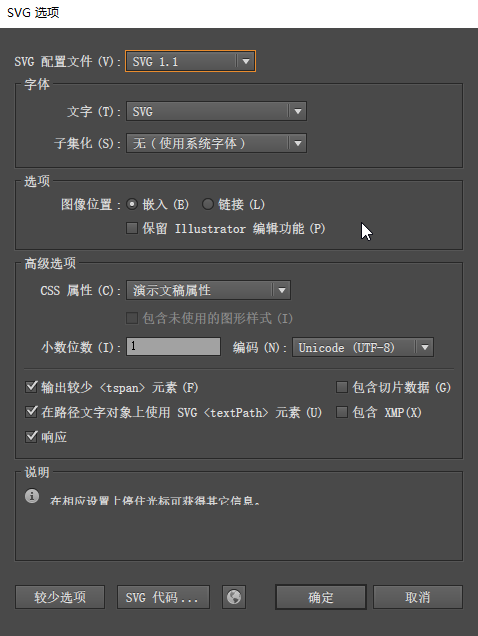 SVG 选项
SVG 配置文件 (V): SVG 1.1
字体
文字 (T): SVG
子集化 (S): 无 ( 使用系统字体 )
选项
图像位置 : 嵌入 (E) 链接 (L)
保留 Illustrator 编辑功能 (P)
高级选项
CSS 属性 (C): 演示文稿属性
包含未使用的图形样式 (I)
小数位数 (I): 1 编码 (N): Unicode (UTF-8)
输出较少 <tspan> 元素 (F) 包含切片数据 (G)
在路径文字对象上使用 SVG <textPath> 元素 (U) 包含 XMP(X)
响应
说明
在相应设置上停住光标可获得其它信息。
较少选项 SVG 代码... 确定 取消